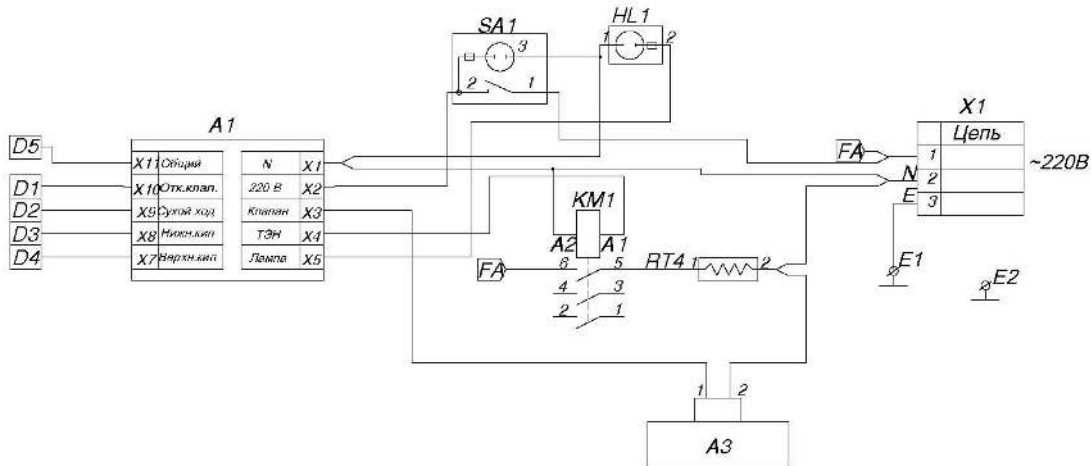 SA1
3
2 1
HL1
1 2
X1
Цепь
FA
1
~220В
N 2
E 3
A1
D5 X11 Общий N X1
D1 X10 Отк.клап. 220 В X2
D2 X9 Сухой ход Клапан X3
D3 X8 Нижн.кип ТЭН X4
D4 X7 Верхн.кип Лампа X5
KM1
A2 A1
FA 6 5 RT4 1 2
4 3
2 1
E1
E2
1 2
A3